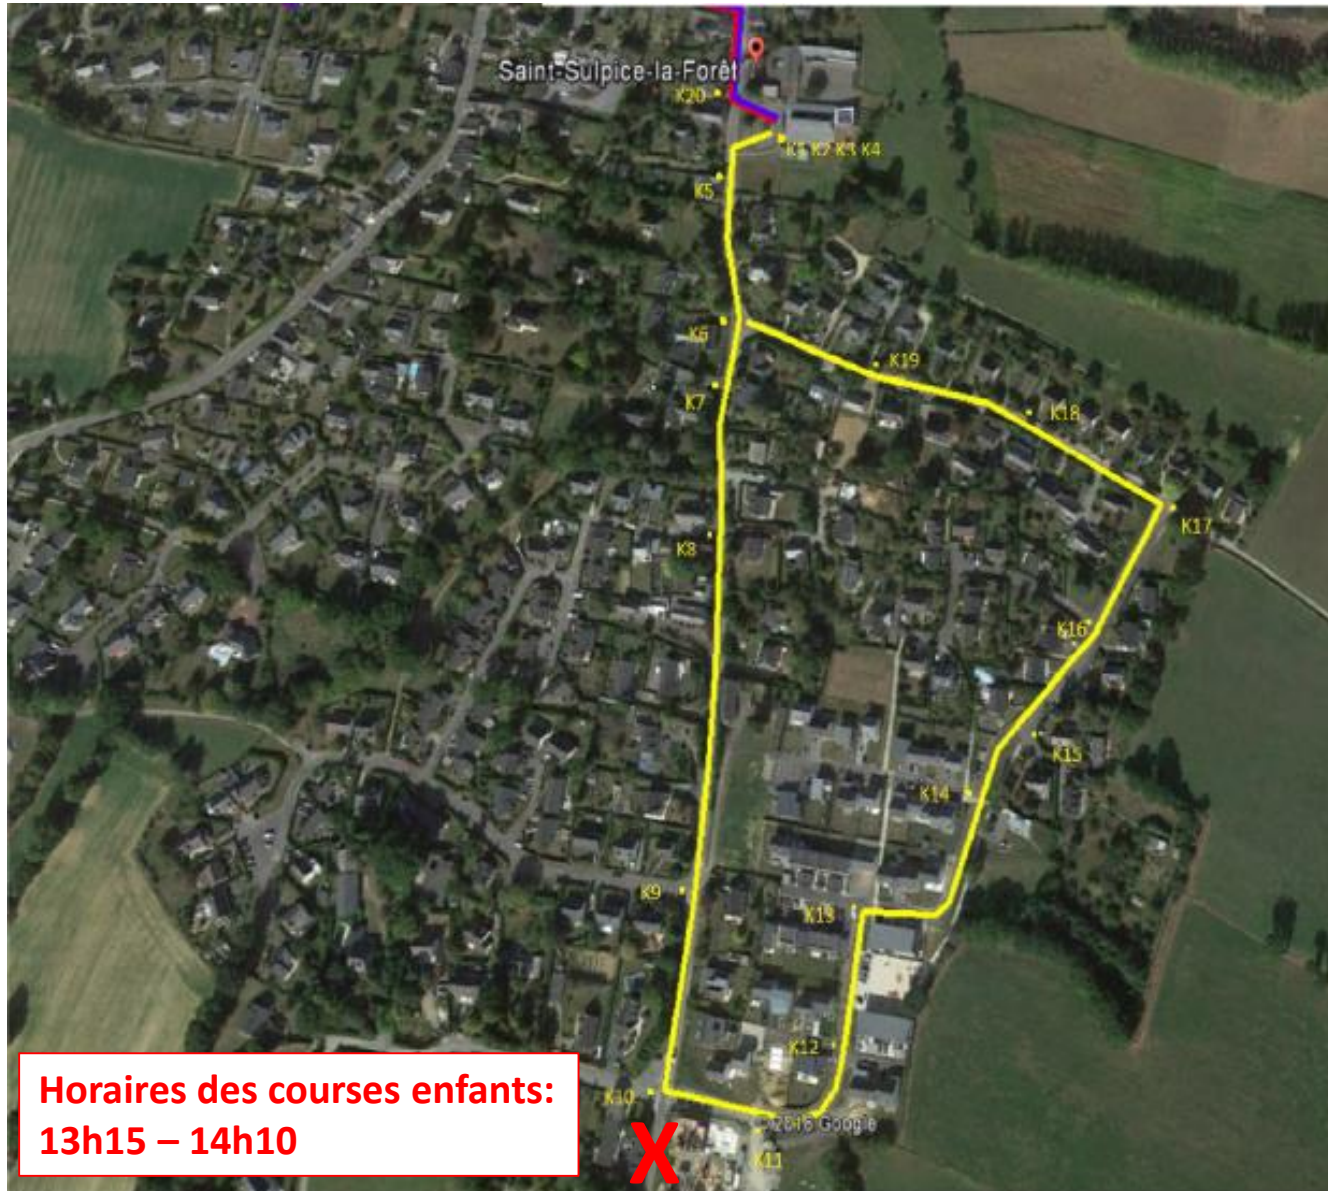 Saint-Sulpice-la-Forêt
K20
K1 K2 K3 K4
K5
K6
K19
K7
K18
K17
K8
K16
K15
K14
K9
K13
K12
K10
©2018 Google
K11
X
Horaires des courses enfants:
13h15 – 14h10